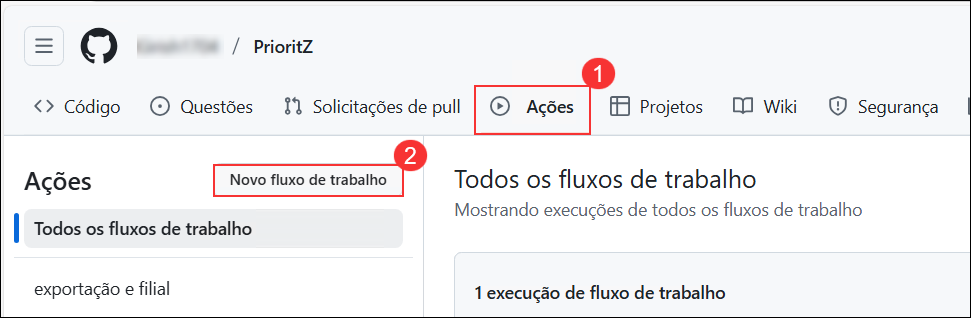 / PrioritZ
1
Código Questões Solicitações de pull Ações Projetos Wiki Segurança
2
Ações Novo fluxo de trabalho
Todos os fluxos de trabalho
exportação e filial
Todos os fluxos de trabalho
Mostrando execuções de todos os fluxos de trabalho
1 execução de fluxo de trabalho